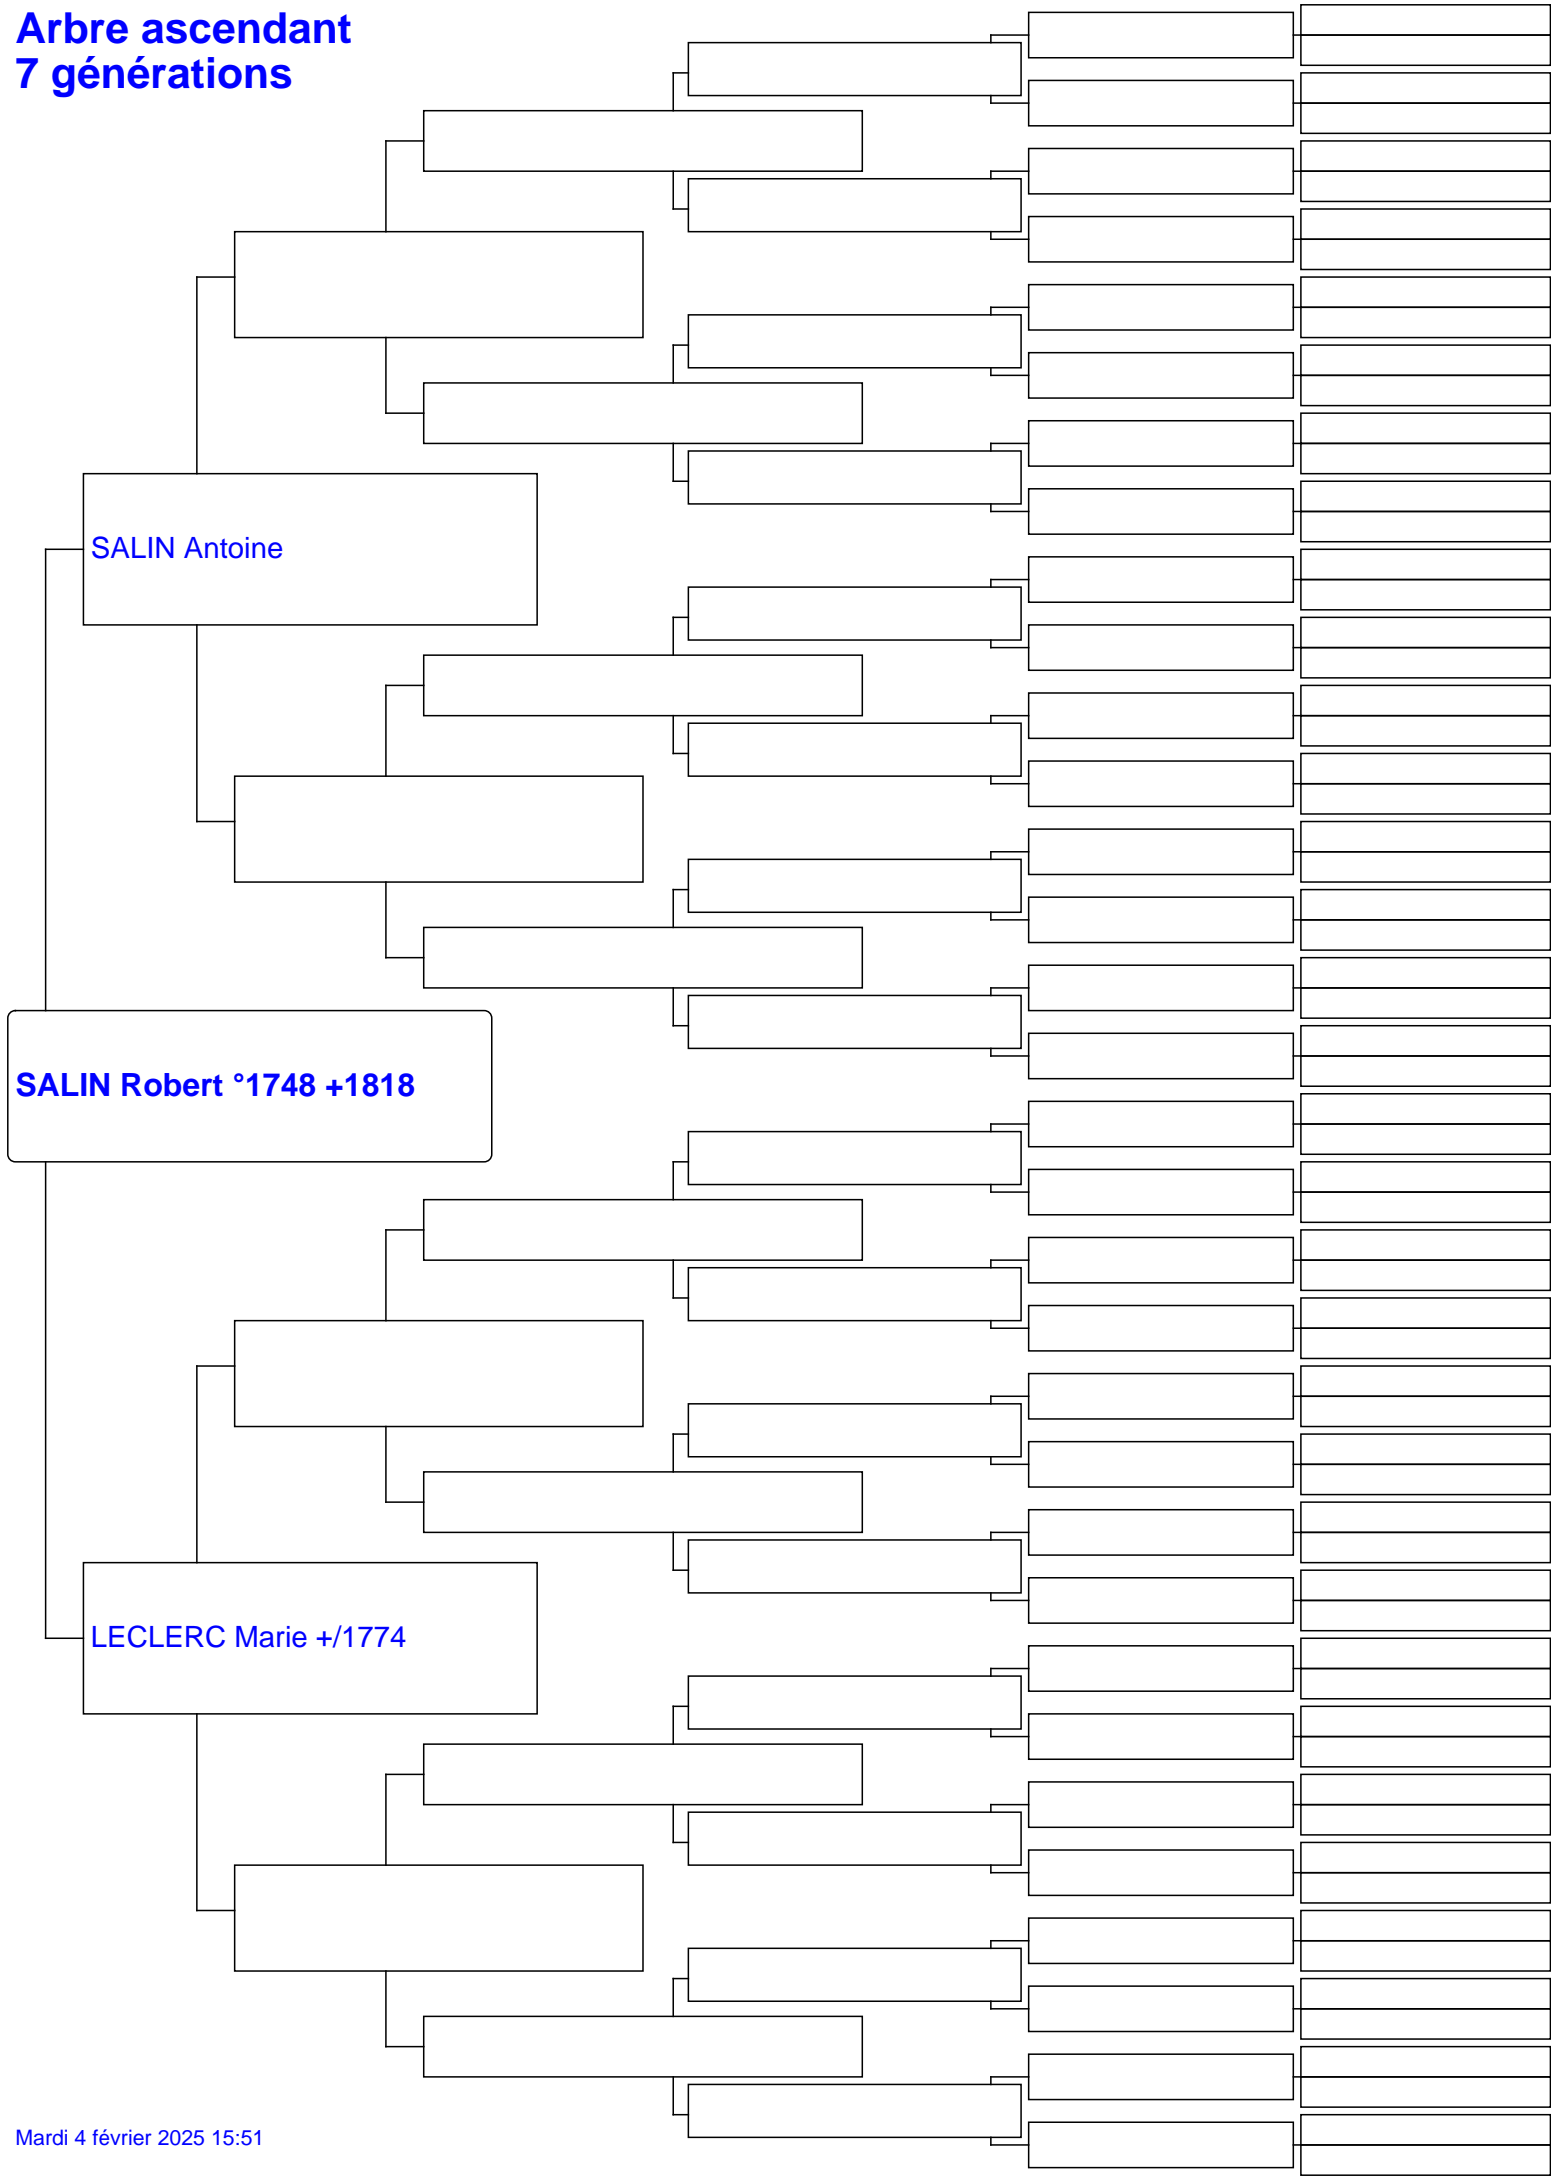 Arbre ascendant
7 générations
SALIN Antoine
SALIN Robert °1748 +1818
LECLERC Marie +/1774
Mardi 4 février 2025 15:51